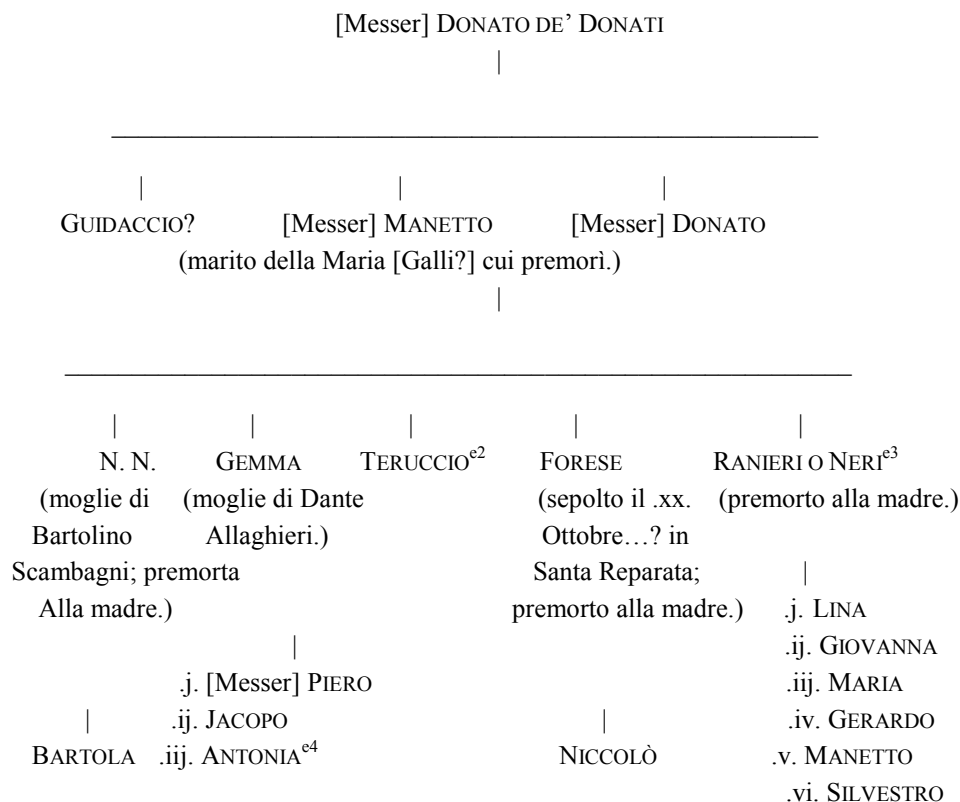 [Messer] DONATO DE' DONATI
|
|   |   |
GUIDACCIO?   [Messer] MANETTO   [Messer] DONATO
(marito della Maria [Galli?] cui premorì.)
|
|   |   |   |   |
N. N.   GEMMA   TERUCCIOe2   FORESE   RANIERI O NERIe3
(moglie di   (moglie di Dante   (sepolto il .xx.   (premorto alla madre.)
Bartolino   Allaghieri.)   Ottobre…? in
Scambagni; premorta   Santa Reparata;   |
Alla madre.)   premorto alla madre.)   .j. LINA
|   .ij. GIOVANNA
.j. [Messer] PIERO   .iij. MARIA
|   .ij. JACOPO   |   .iv. GERARDO
BARTOLA   .iij. ANTONIAe4   NICCOLÒ   .v. MANETTO
.vi. SILVESTRO